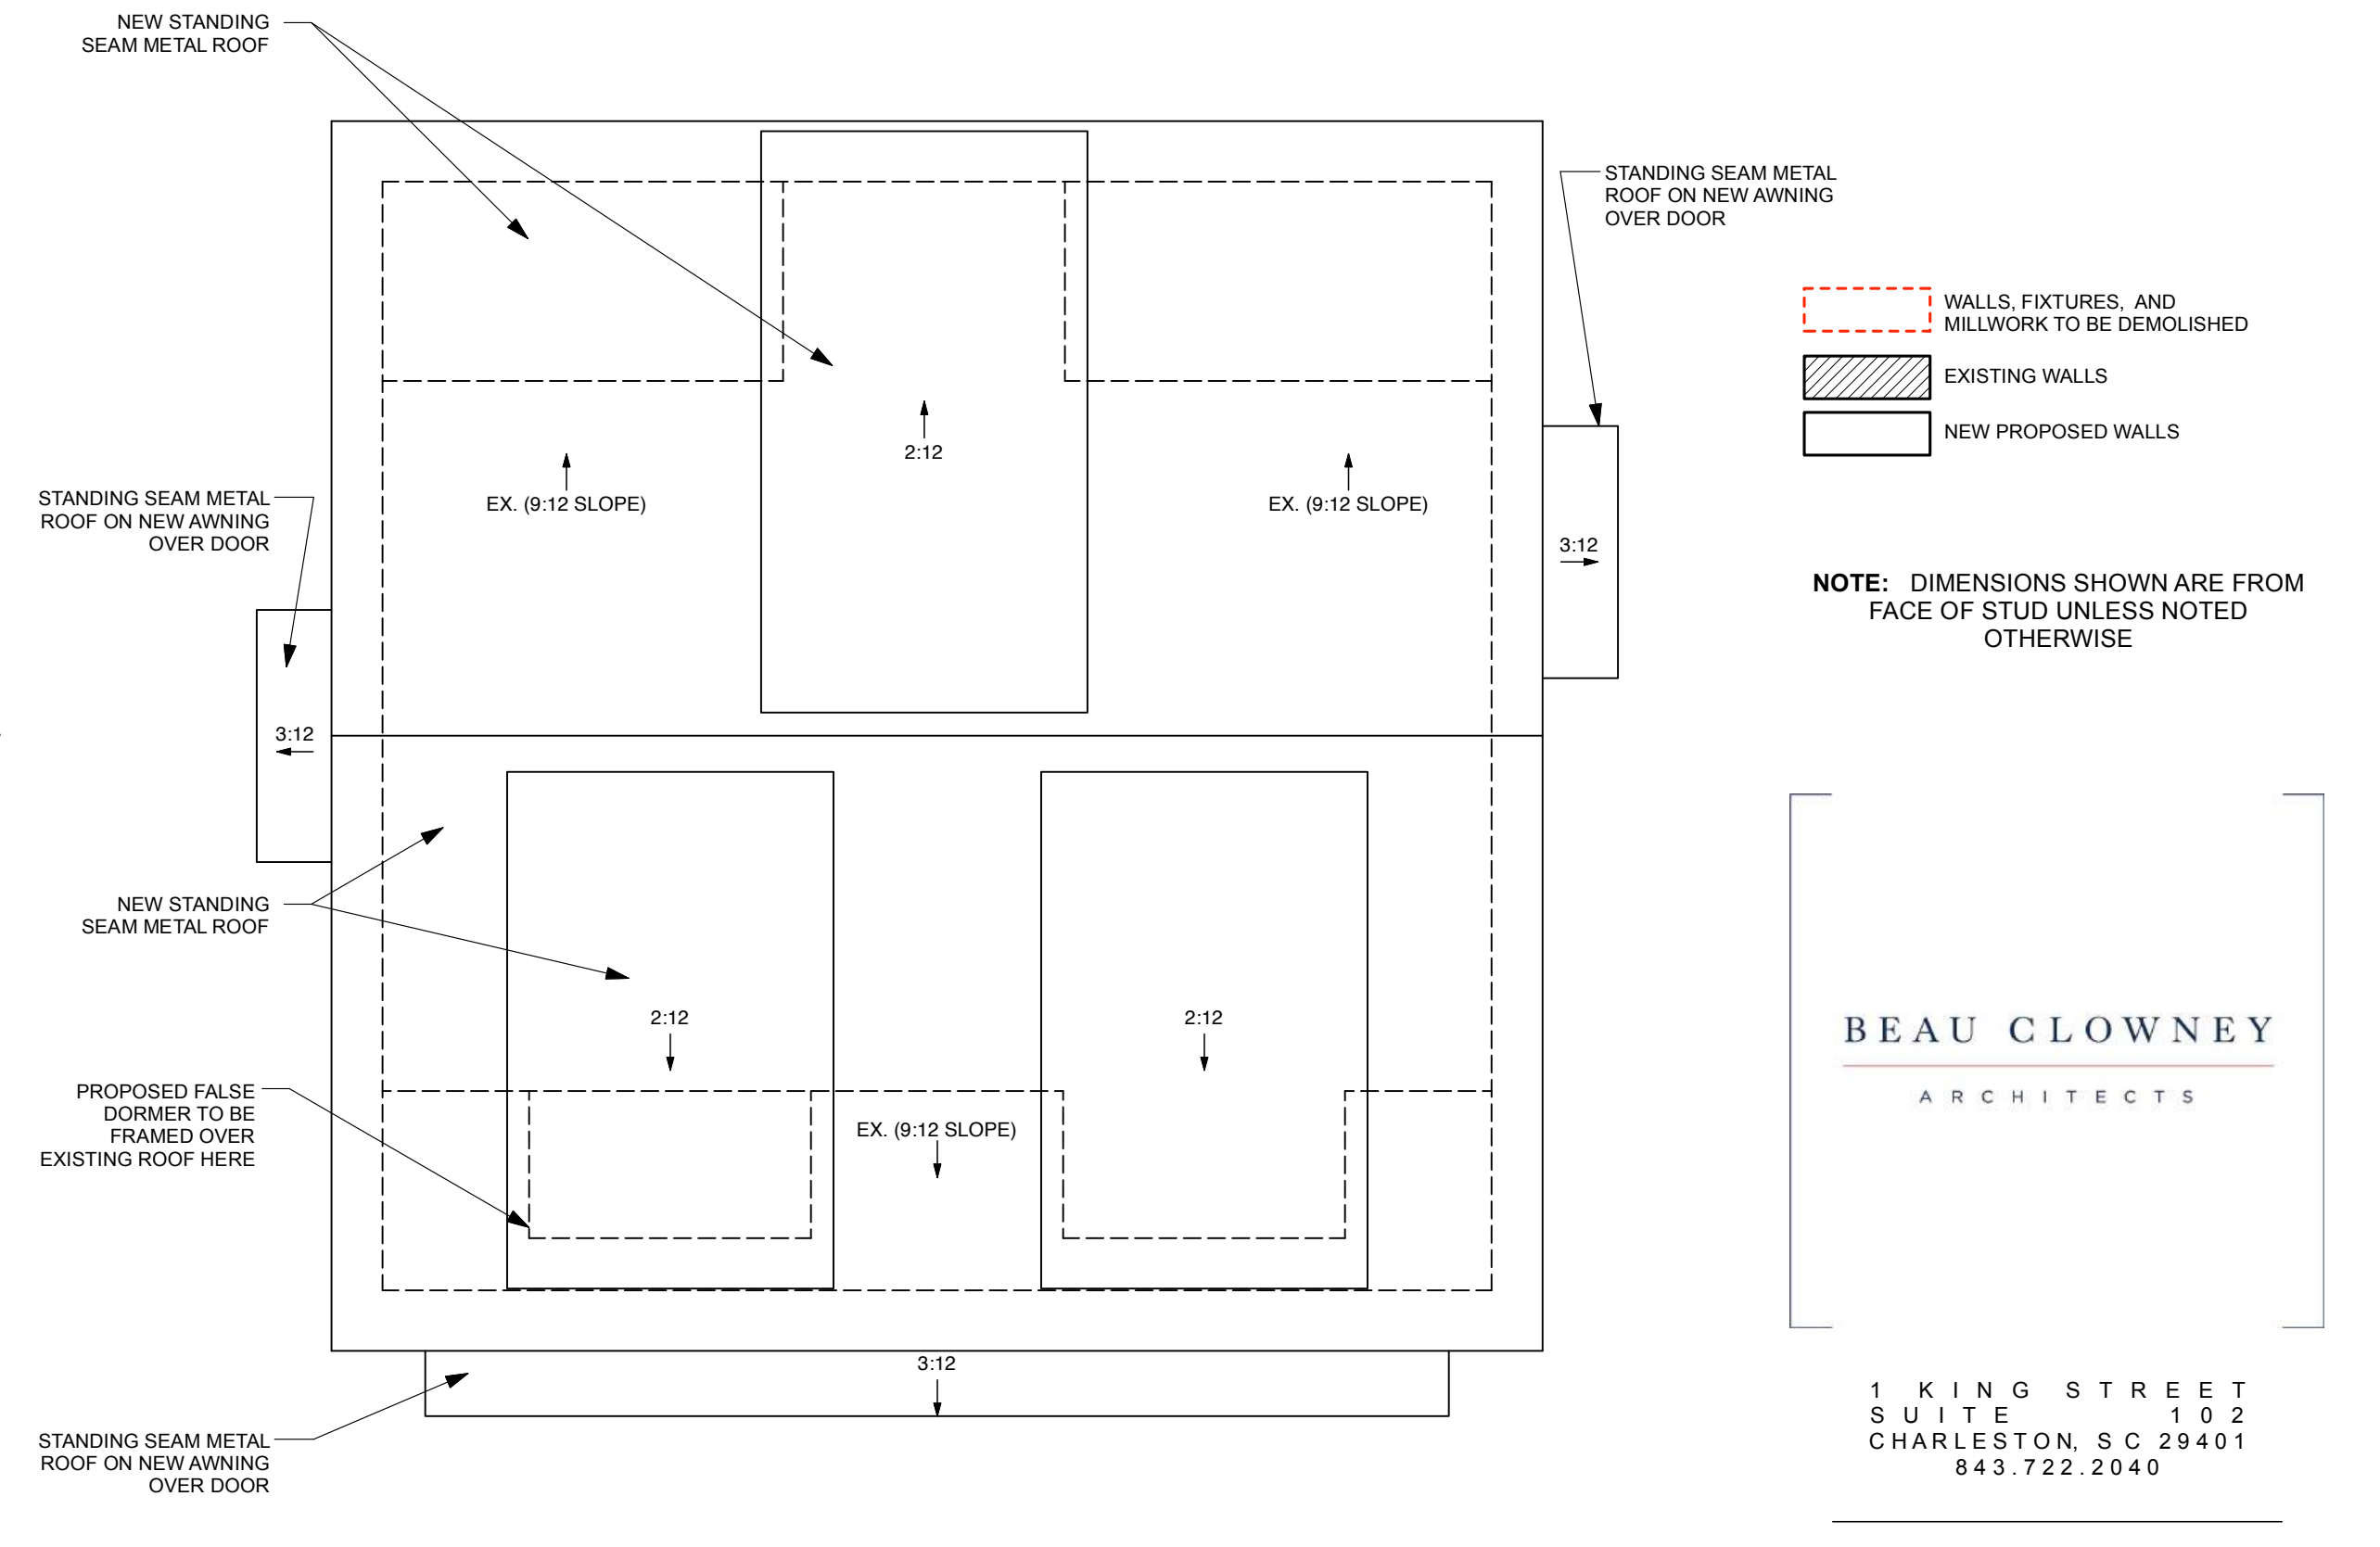 NEW STANDING
SEAM METAL ROOF
STANDING SEAM METAL
ROOF ON NEW AWNING
OVER DOOR
WALLS, FIXTURES, AND
MILLWORK TO BE DEMOLISHED
EXISTING WALLS
NEW PROPOSED WALLS
2:12
EX. (9:12 SLOPE)
EX. (9:12 SLOPE)
STANDING SEAM METAL
ROOF ON NEW AWNING
OVER DOOR
3:12
NOTE: DIMENSIONS SHOWN ARE FROM
FACE OF STUD UNLESS NOTED
OTHERWISE
3:12
NEW STANDING
SEAM METAL ROOF
2:12
2:12
PROPOSED FALSE
DORMER TO BE
FRAMED OVER
EXISTING ROOF HERE
EX. (9:12 SLOPE)
BEAU CLOWNEY
ARCHITECTS
3:12
STANDING SEAM METAL
ROOF ON NEW AWNING
OVER DOOR
1 KING STREET
SUITE 102
CHARLESTON, SC 29401
843.722.2040